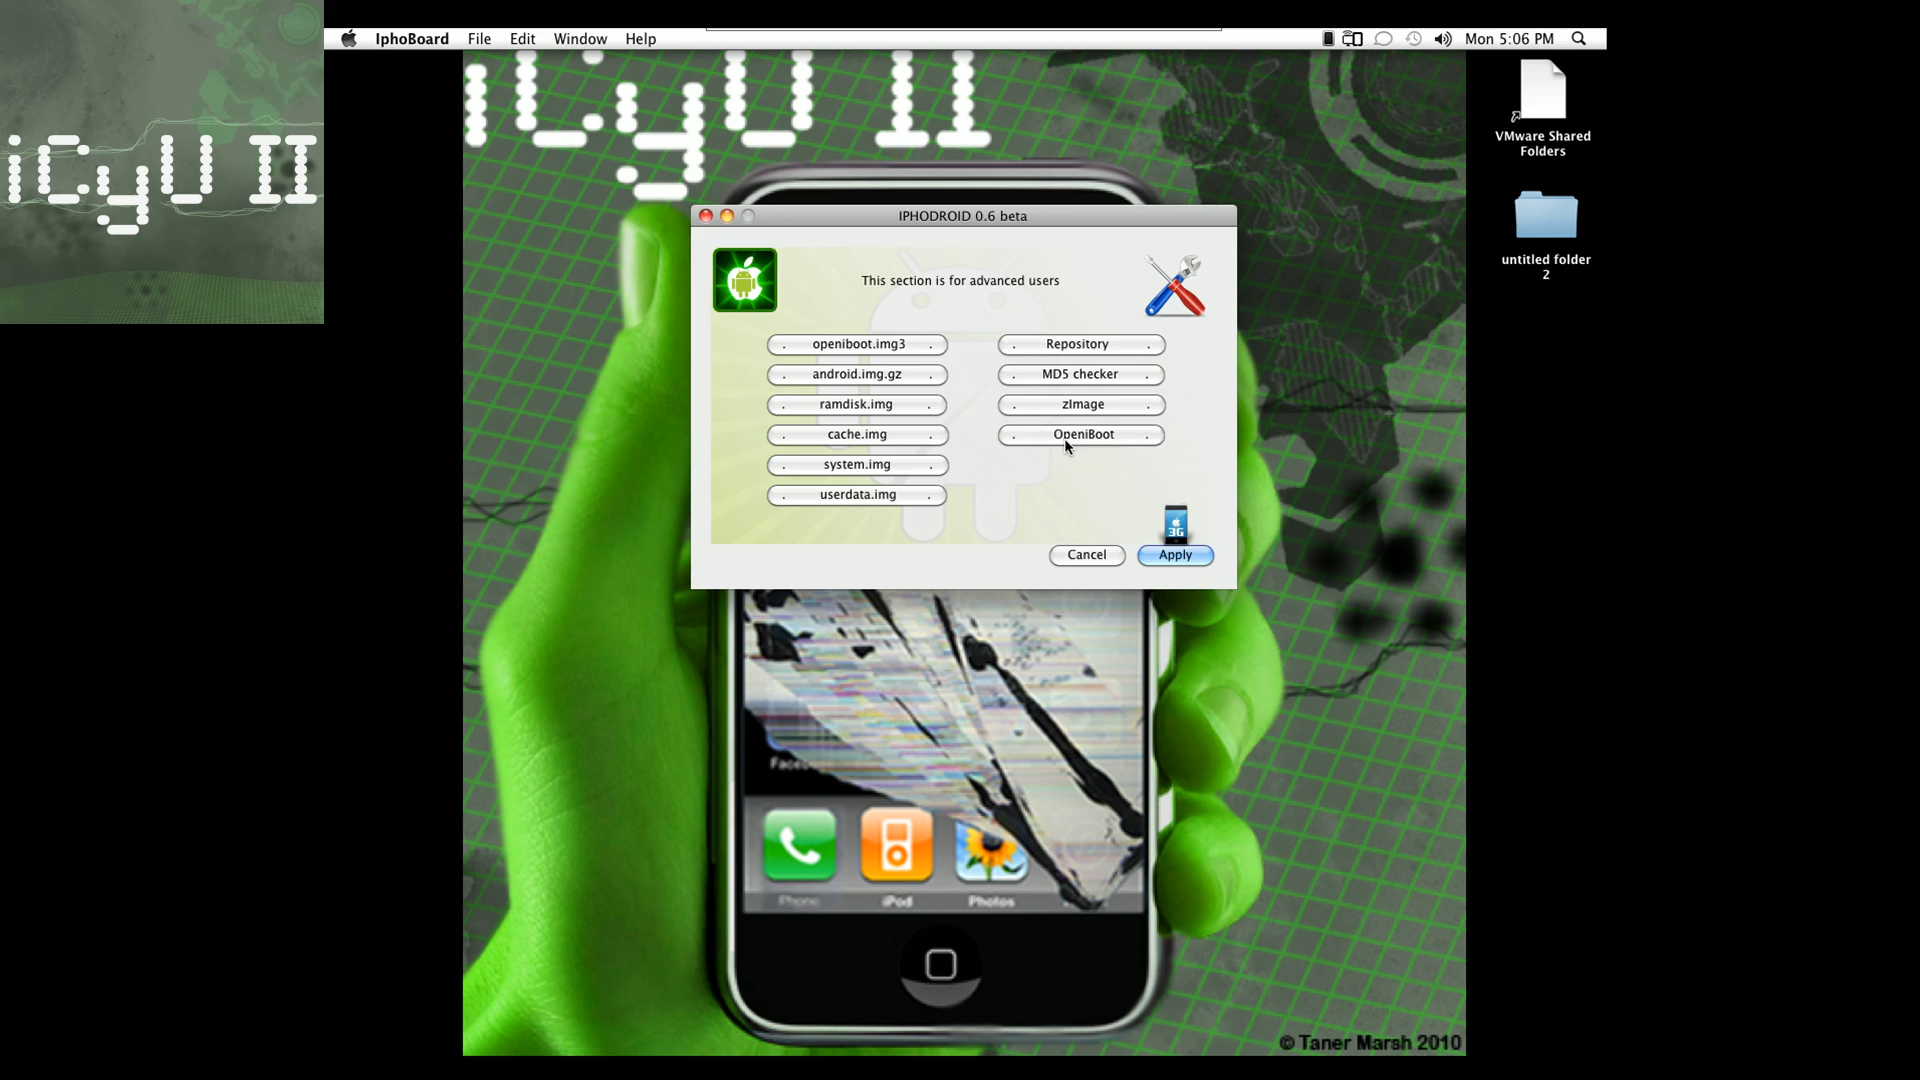 iCyU II
IphoBoard File Edit Window Help
Mon 5:06 PM
iCyU II
VMware Shared
Folders
untitled folder
2
IPHODROID 0.6 beta
This section is for advanced users
. openiboot.img3 .
. Repository .
. android.img.gz .
. MD5 checker .
. ramdisk.img .
. zImage .
. cache.img .
. OpeniBoot .
. system.img .
. userdata.img .
3G
Cancel
Apply
Phone
iPod
Photos
© Taner Marsh 2010